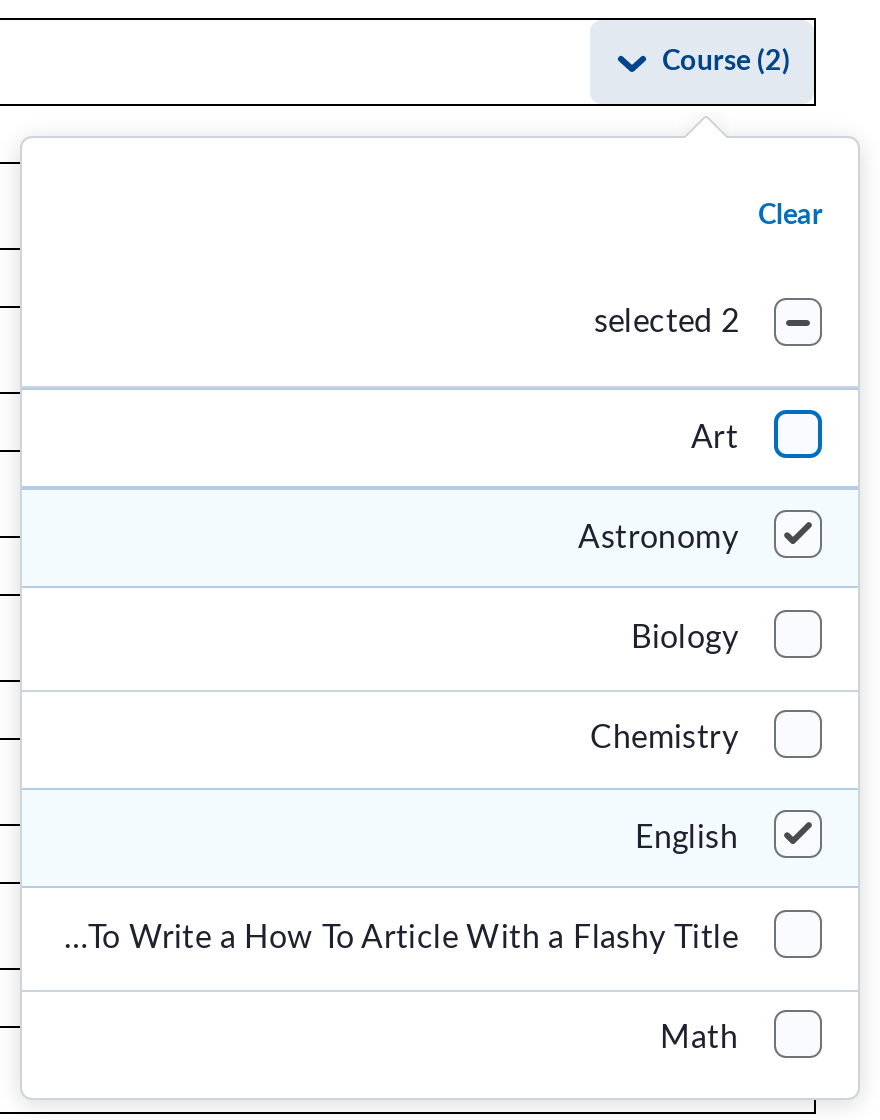 Course (2)
Clear
selected 2
Art
Astronomy
Biology
Chemistry
English
...To Write a How To Article With a Flashy Title
Math